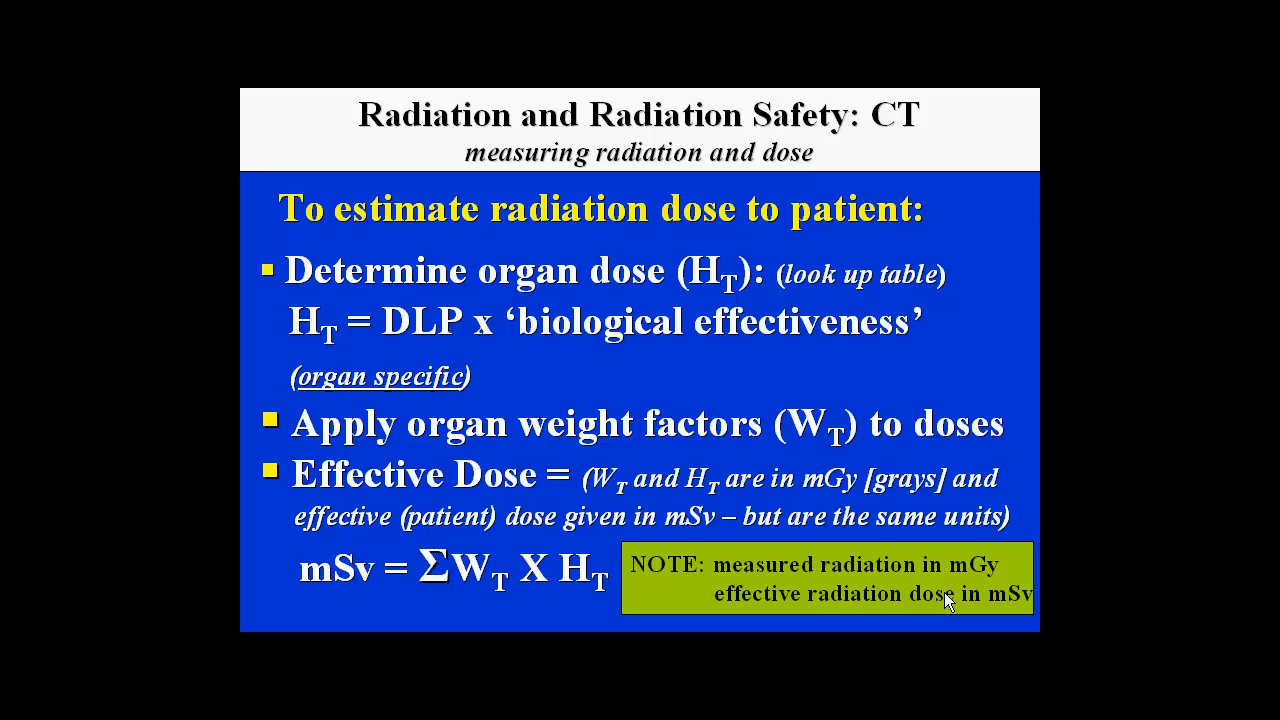 Radiation and Radiation Safety: CT
measuring radiation and dose
To estimate radiation dose to patient:
Determine organ dose (HT): (look up table)
HT = DLP x ‘biological effectiveness’
(organ specific)
Apply organ weight factors (WT) to doses
Effective Dose = (WT and HT are in mGy [grays] and
effective (patient) dose given in mSv – but are the same units)
mSv = ΣWT X HT
NOTE: measured radiation in mGy
effective radiation dose in mSv